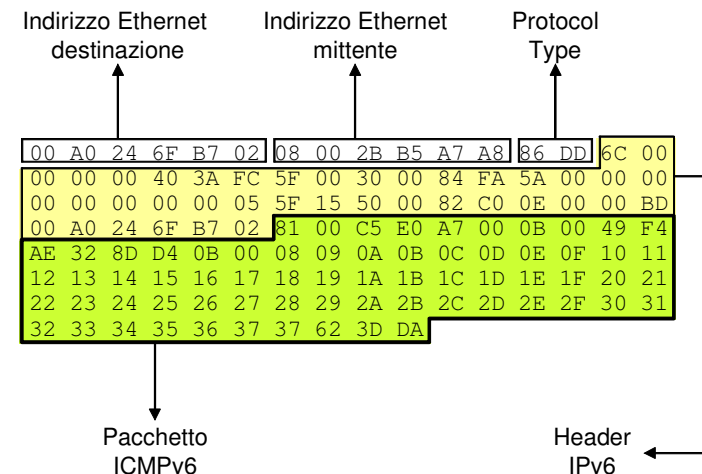 Indirizzo Ethernet destinazione
Indirizzo Ethernet mittente
Protocol Type
00 A0 24 6F B7 02 08 00 2B B5 A7 A8 86 DD 6C 00
00 00 00 40 3A FC 5F 00 30 00 84 FA 5A 00 00 00
00 00 00 00 00 05 5F 15 50 00 82 C0 0E 00 00 BD
00 A0 24 6F B7 02 81 00 C5 E0 A7 00 0B 00 49 F4
AE 32 8D D4 0B 00 08 09 0A 0B 0C 0D 0E 0F 10 11
12 13 14 15 16 17 18 19 1A 1B 1C 1D 1E 1F 20 21
22 23 24 25 26 27 28 29 2A 2B 2C 2D 2E 2F 30 31
32 33 34 35 36 37 37 62 3D DA
Pacchetto ICMPv6
Header IPv6